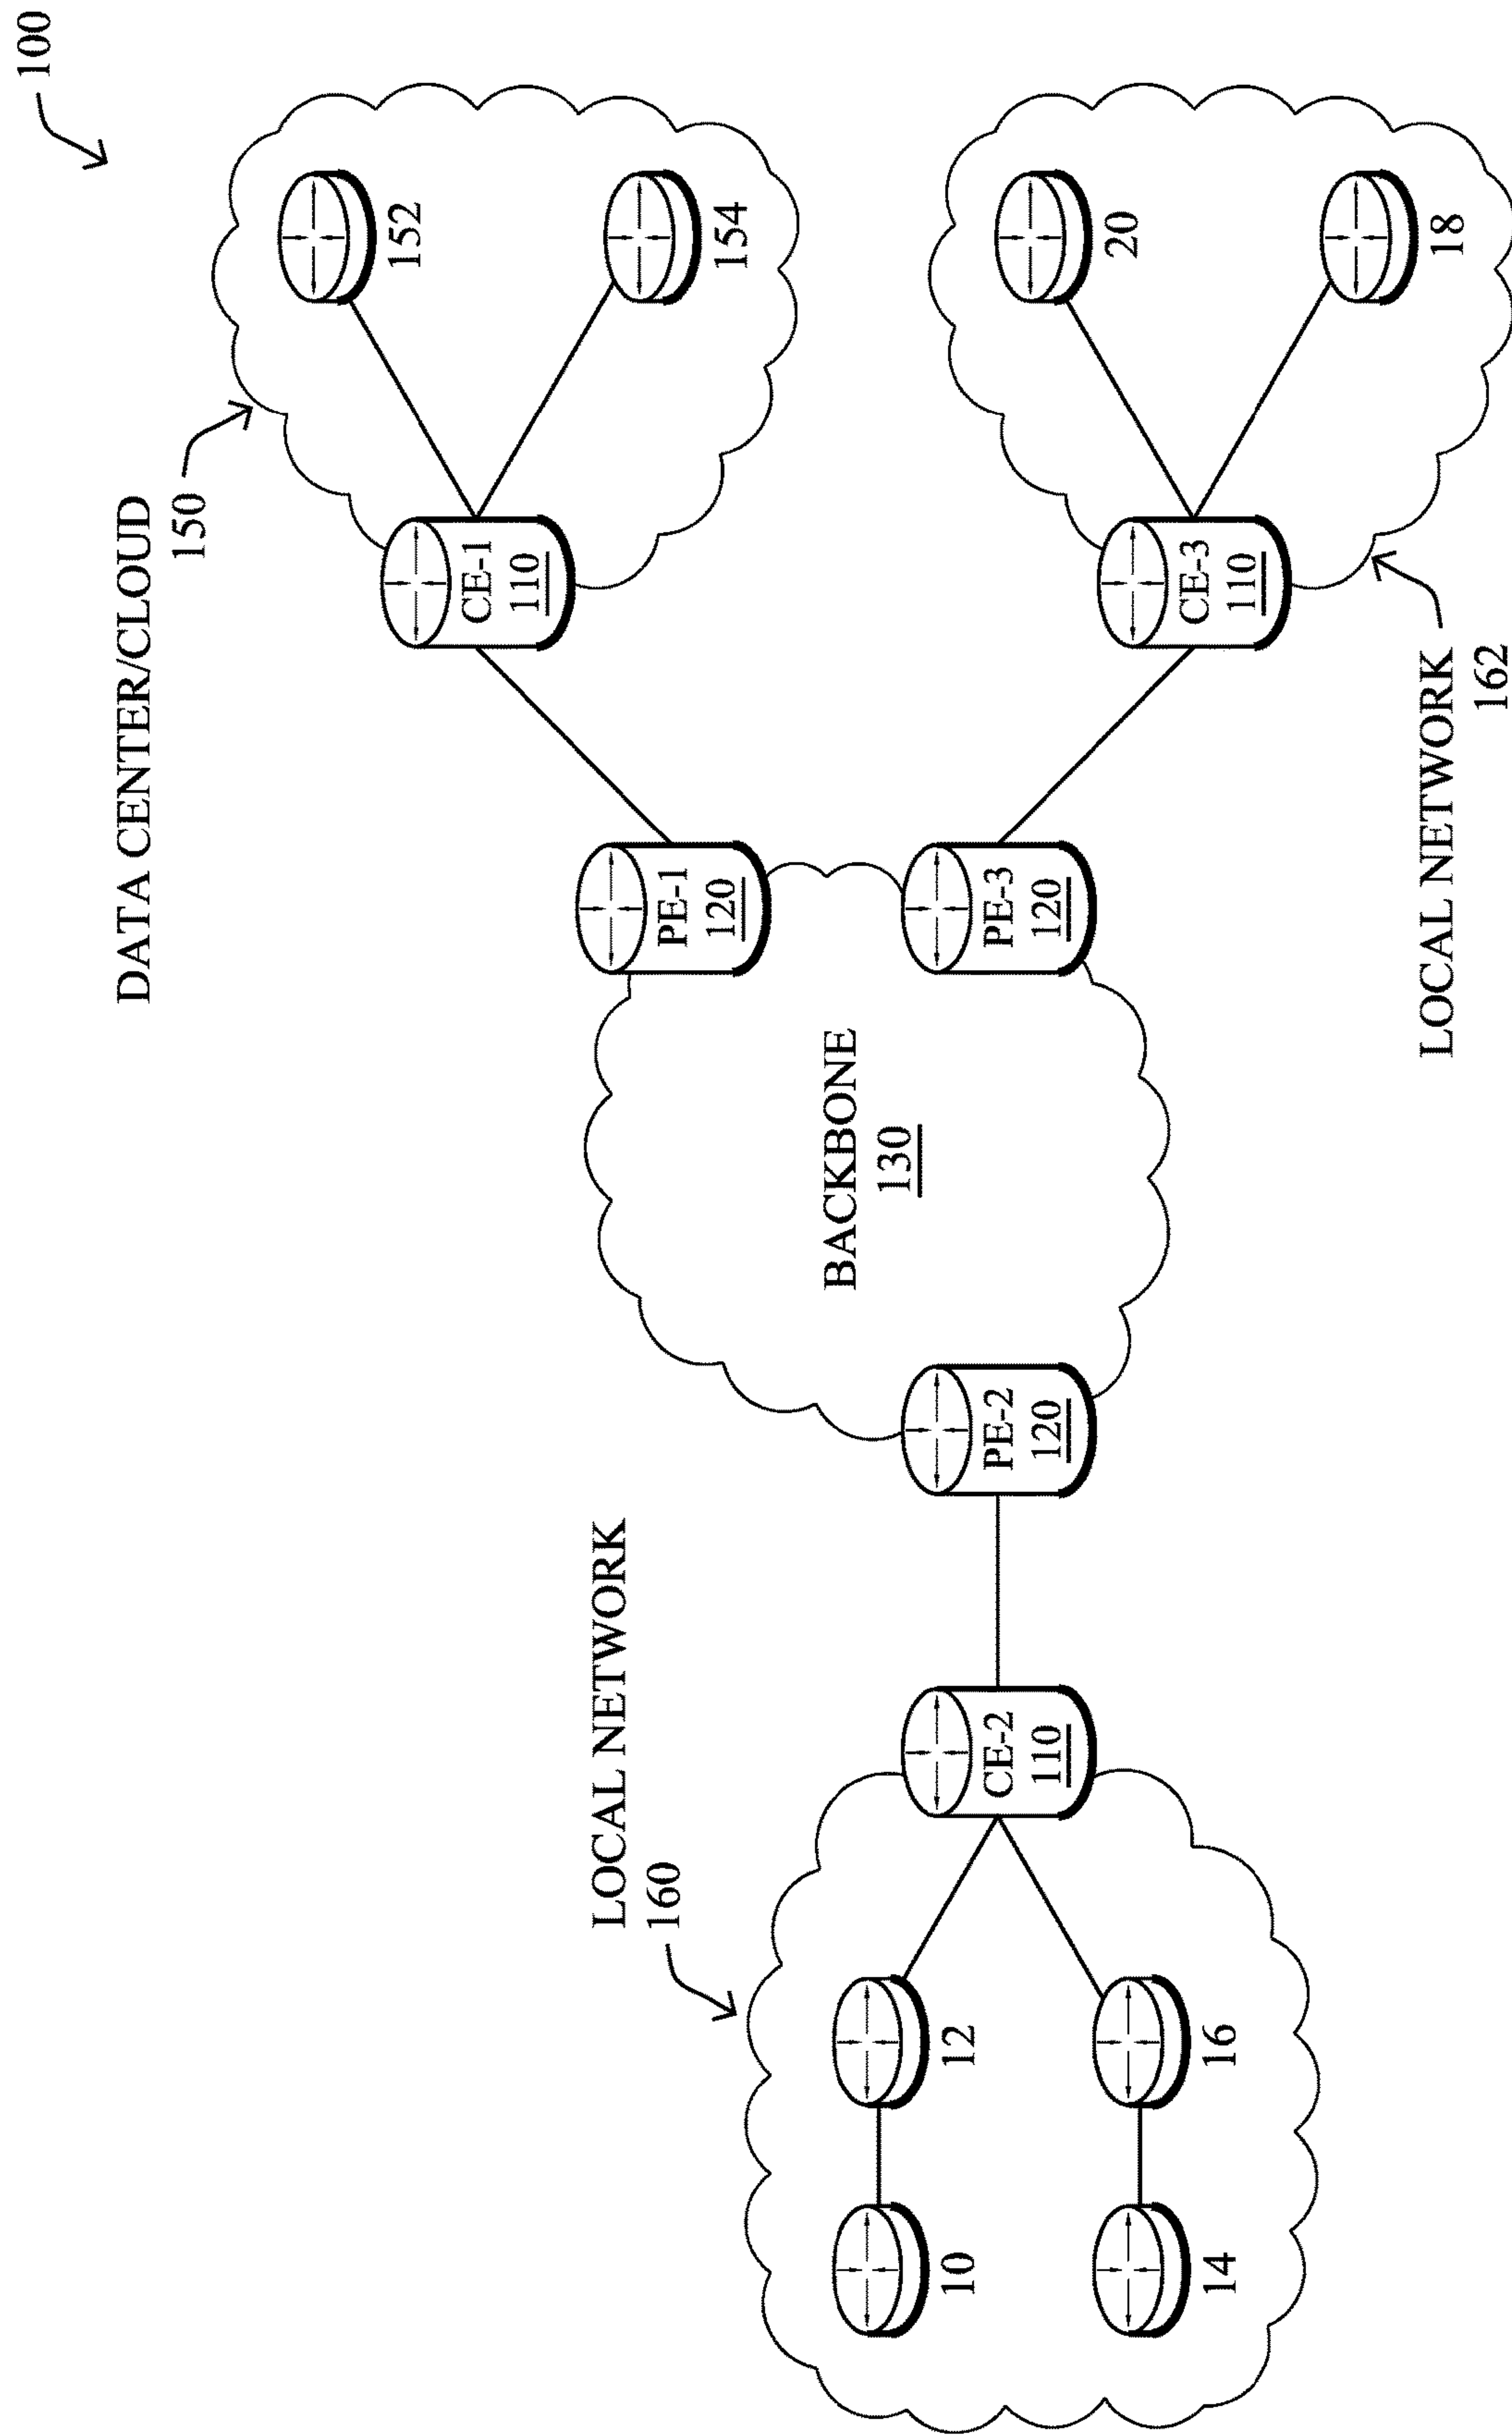 100
LOCAL NETWORK
160
10
12
14
16
CE-2
110
PE-2
120
BACKBONE
130
PE-1
120
PE-3
120
DATA CENTER/CLOUD
150
CE-1
110
152
154
CE-3
110
20
18
LOCAL NETWORK
162